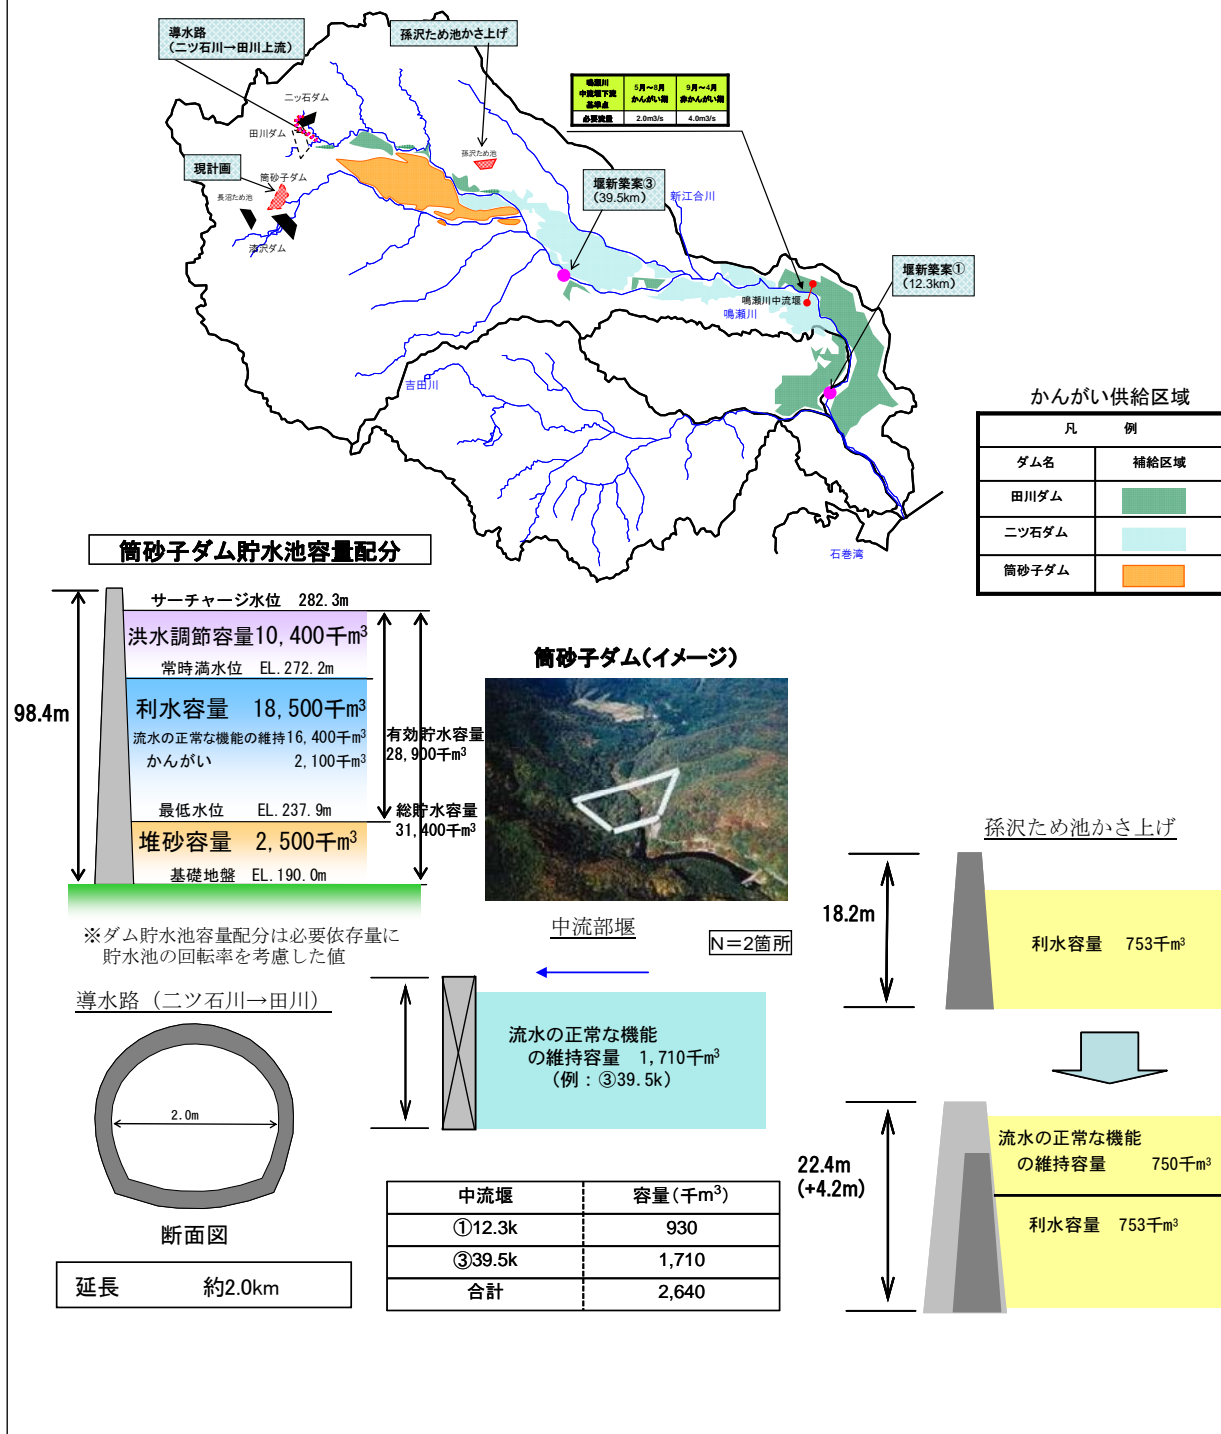 導水路
(二ツ石川→田川上流)
孫沢ため池かさ上げ
鳴瀬川
中流堰下流
基準点
5月～8月
かんがい期
9月～4月
非かんがい期
必要流量
2.0m3/s
4.0m3/s
二ツ石ダム
田川ダム
孫沢ため池
現計画
筒砂子ダム
長沼ため池
漆沢ダム
堰新築案③
(39.5km)
新江合川
堰新築案①
(12.3km)
鳴瀬川中流堰
鳴瀬川
吉田川
石巻湾
かんがい供給区域
凡 例
ダム名 補給区域
田川ダム
二ツ石ダム
筒砂子ダム
筒砂子ダム貯水池容量配分
サーチャージ水位 282.3m
洪水調節容量10,400千m³
常時満水位 EL.272.2m
98.4m
利水容量 18,500千m³
流水の正常な機能の維持16,400千m³
かんがい 2,100千m³
有効貯水容量
28,900千m³
最低水位 EL.237.9m
総貯水容量
31,400千m³
堆砂容量 2,500千m³
基礎地盤 EL.190.0m
※ダム貯水池容量配分は必要依存量に
貯水池の回転率を考慮した値
筒砂子ダム(イメージ)
中流部堰
N=2箇所
流水の正常な機能
の維持容量 1,710千m³
(例：③39.5k)
中流堰 容量(千m³)
①12.3k 930
③39.5k 1,710
合計 2,640
導水路（二ツ石川→田川）
2.0m
断面図
延長 約2.0km
孫沢ため池かさ上げ
18.2m
利水容量 753千m³
22.4m
(+4.2m)
流水の正常な機能
の維持容量 750千m³
利水容量 753千m³